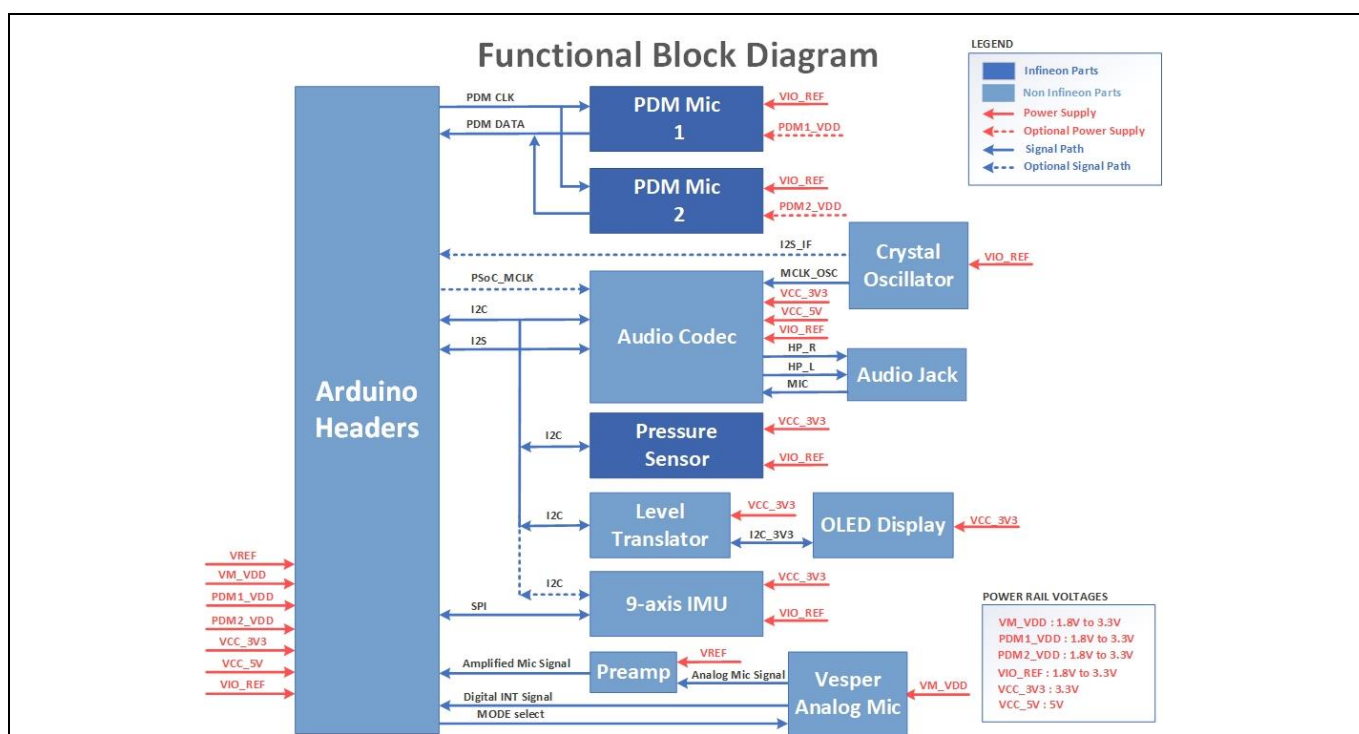 Functional Block Diagram
LEGEND
Infineon Parts
Non Infineon Parts
Power Supply
Optional Power Supply
Signal Path
Optional Signal Path
Arduino
Headers
PDM CLK
PDM DATA
PDM Mic
1
VIO_REF
PDM1_VDD
PDM Mic
2
VIO_REF
PDM2_VDD
I2S_IF
Crystal
Oscillator
VIO_REF
PSoC_MCLK
I2C
I2S
Audio Codec
MCLK_OSC
VCC_3V3
VCC_5V
VIO_REF
HP_R
HP_L
MIC
Audio Jack
I2C
Pressure
Sensor
VCC_3V3
VIO_REF
I2C
Level
Translator
VCC_3V3
I2C_3V3
OLED Display
VCC_3V3
I2C
SPI
9-axis IMU
VCC_3V3
VIO_REF
Amplified Mic Signal
Preamp
VREF
Analog Mic Signal
Vesper
Analog Mic
VM_VDD
Digital INT Signal
MODE select
VREF
VM_VDD
PDM1_VDD
PDM2_VDD
VCC_3V3
VCC_5V
VIO_REF
POWER RAIL VOLTAGES
VM_VDD : 1.8V to 3.3V
PDM1_VDD : 1.8V to 3.3V
PDM2_VDD : 1.8V to 3.3V
VIO_REF : 1.8V to 3.3V
VCC_3V3 : 3.3V
VCC_5V : 5V